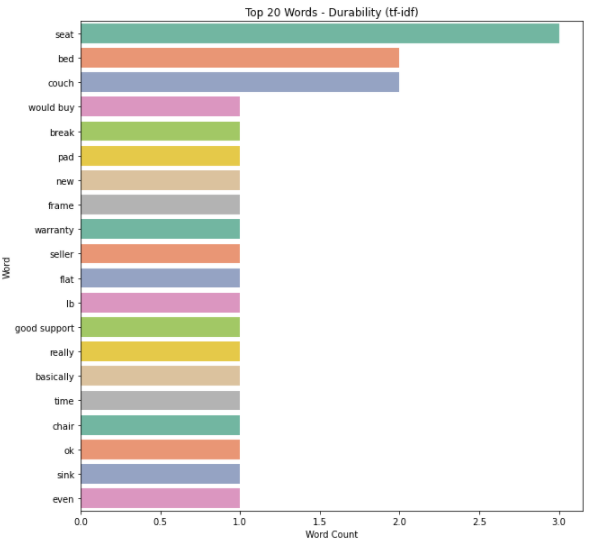 Top 20 Words - Durability (tf-idf)
seat
bed
couch
would buy
break
pad
new
frame
warranty
seller
flat
lb
good support
really
basically
time
chair
ok
sink
even
Word
0.0 0.5 1.0 1.5 2.0 2.5 3.0
Word Count